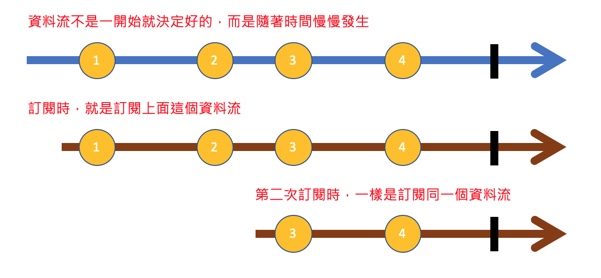 資料流不是一開始就決定好的，而是隨著時間慢慢發生
1 2 3 4
訂閱時，就是訂閱上面這個資料流
1 2 3 4
第二次訂閱時，一樣是訂閱同一個資料流
3 4